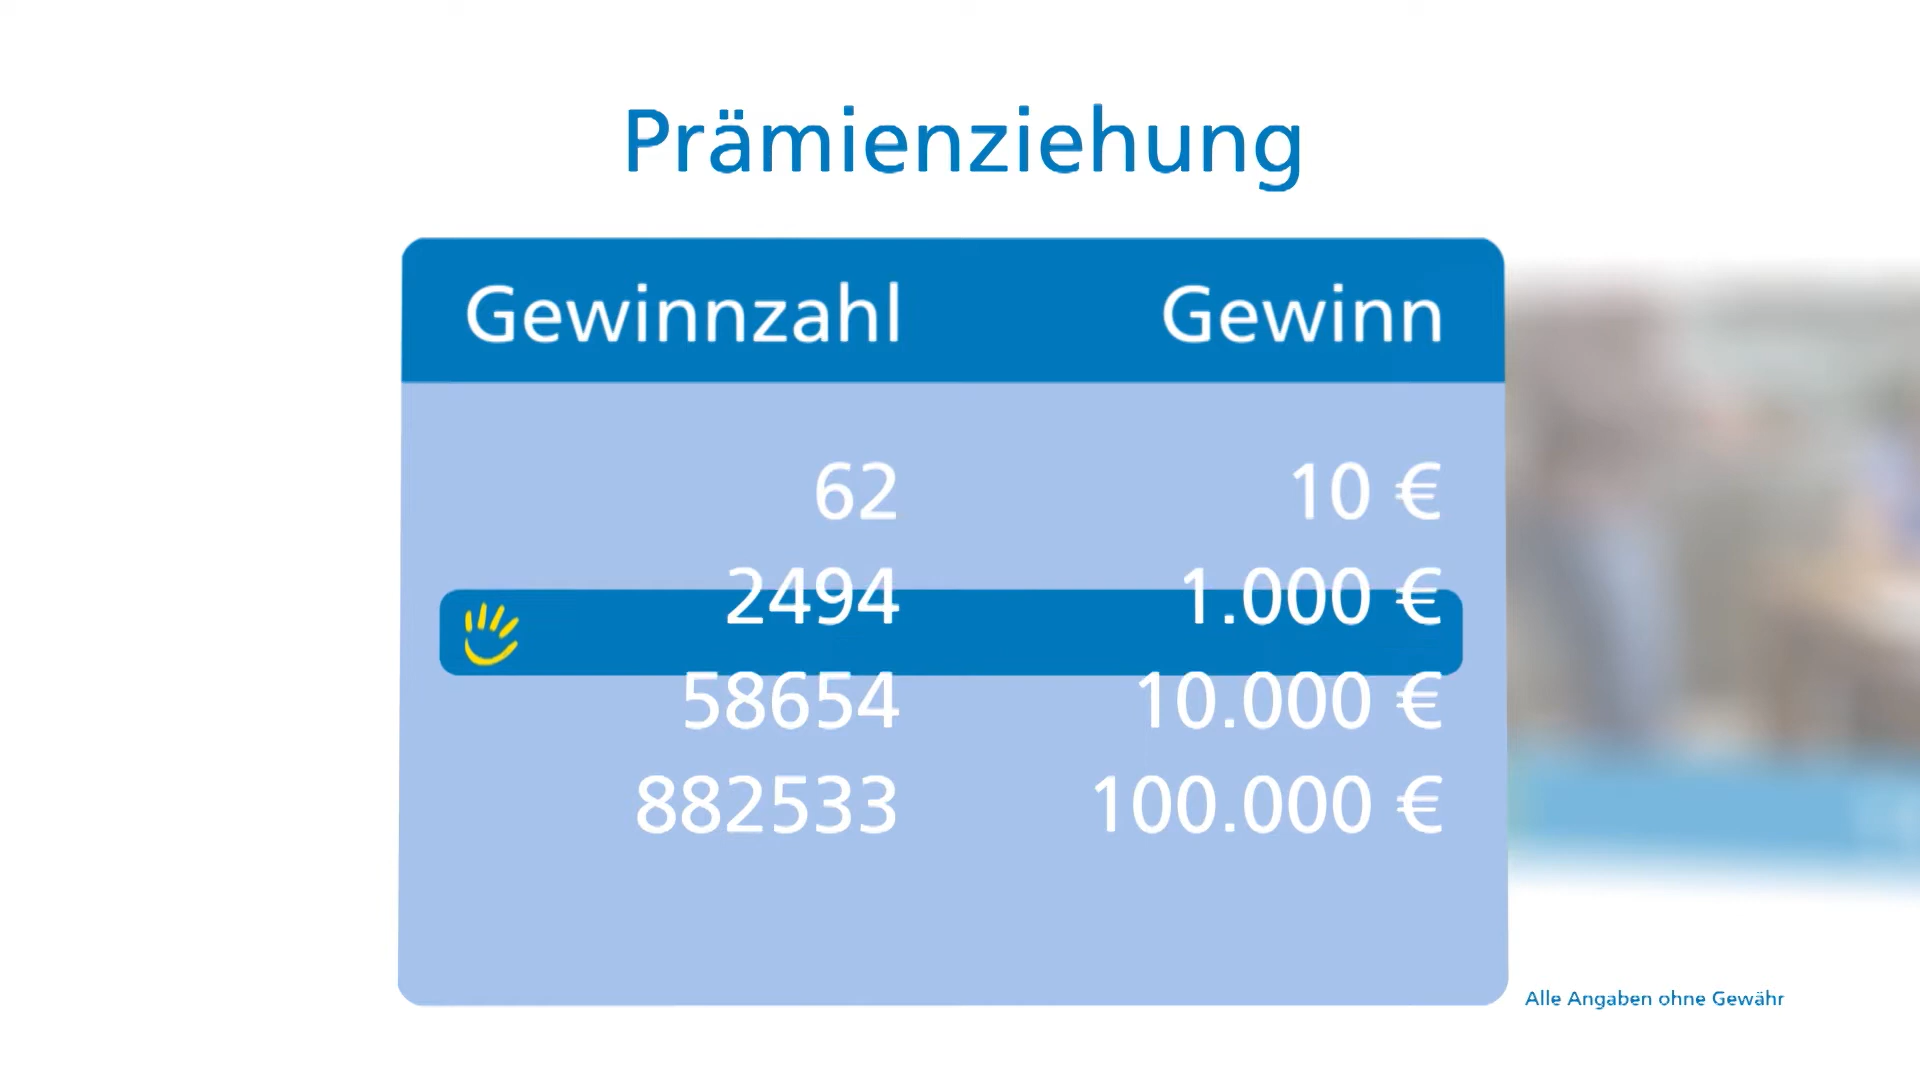 Prämienziehung
Gewinnzahl Gewinn
62 10 €
2494 1.000 €
58654 10.000 €
882533 100.000 €
Alle Angaben ohne Gewähr